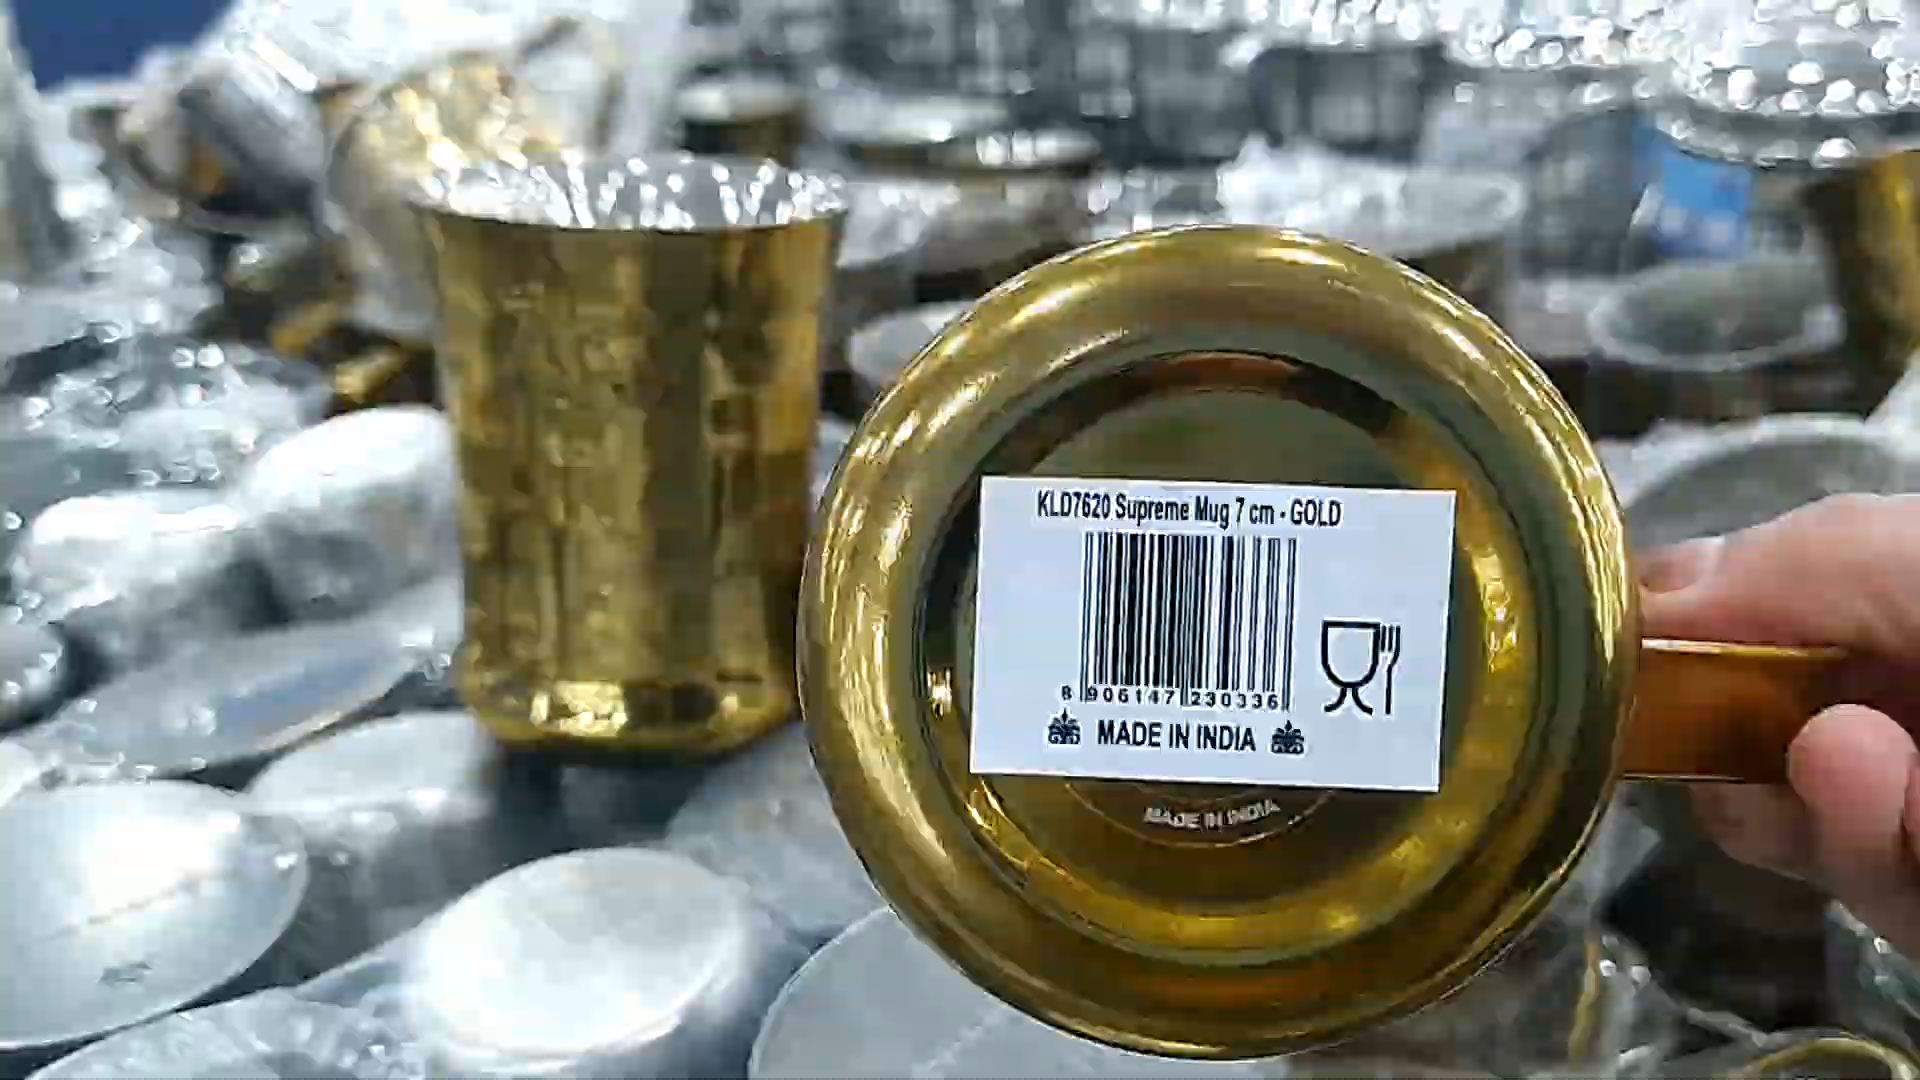 KLD7620 Supreme Mug 7 cm - GOLD
8 906147 230336
MADE IN INDIA
MADE IN INDIA